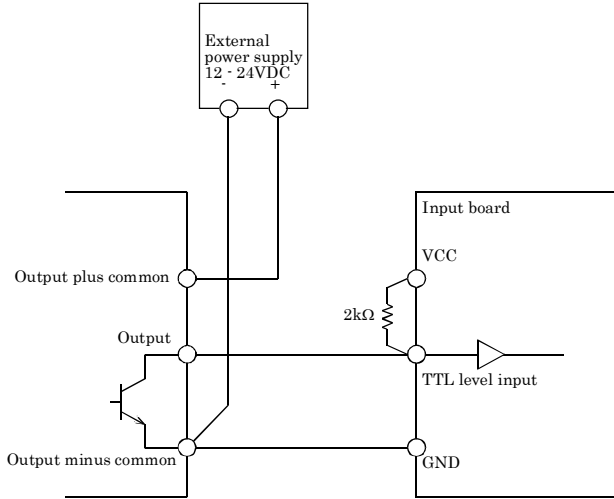 External
power supply
12 - 24VDC
- +
Input board
VCC
Output plus common
2kΩ
Output
TTL level input
Output minus common
GND